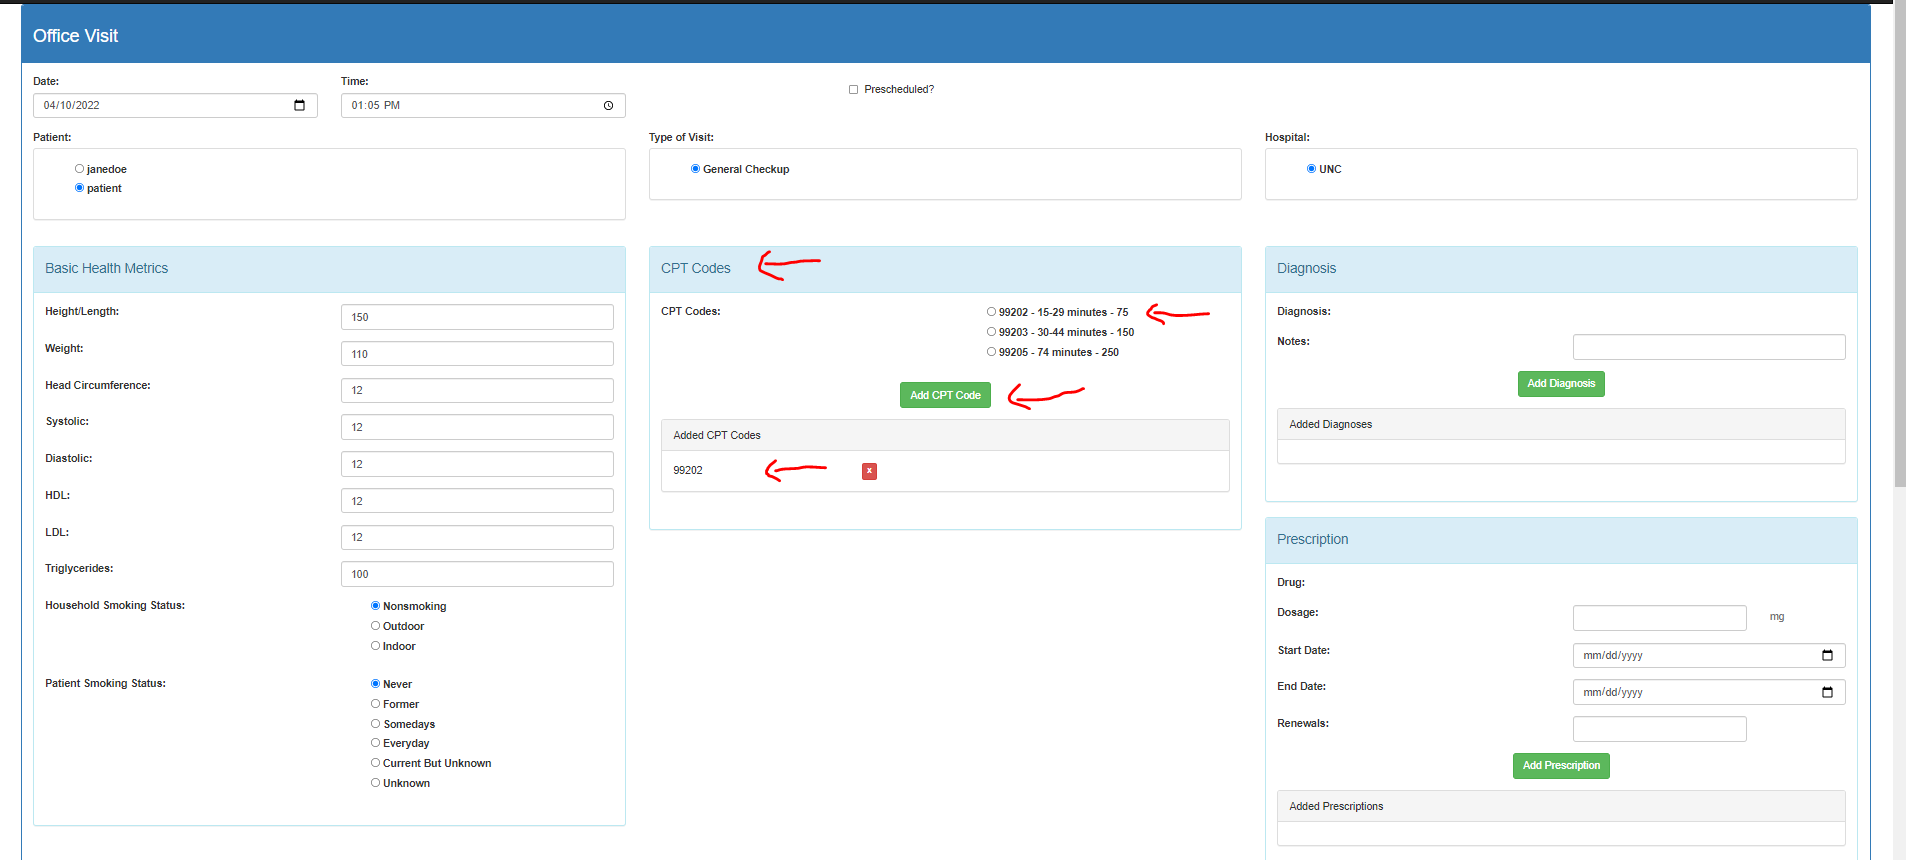 Office Visit
Date:
04/10/2022
Time:
01:05 PM
Prescheduled?
Patient:
janedoe
patient
Type of Visit:
General Checkup
Hospital:
UNC
Basic Health Metrics
Height/Length:
150
Weight:
110
Head Circumference:
12
Systolic:
12
Diastolic:
12
HDL:
12
LDL:
12
Triglycerides:
100
Household Smoking Status:
Nonsmoking
Outdoor
Indoor
Patient Smoking Status:
Never
Former
Somedays
Everyday
Current But Unknown
Unknown
CPT Codes
CPT Codes:
99202 - 15-29 minutes - 75
99203 - 30-44 minutes - 150
99205 - 74 minutes - 250
Add CPT Code
Added CPT Codes
99202
x
Diagnosis
Diagnosis:
Notes:
Add Diagnosis
Added Diagnoses
Prescription
Drug:
Dosage:
mg
Start Date:
mm/dd/yyyy
End Date:
mm/dd/yyyy
Renewals:
Add Prescription
Added Prescriptions